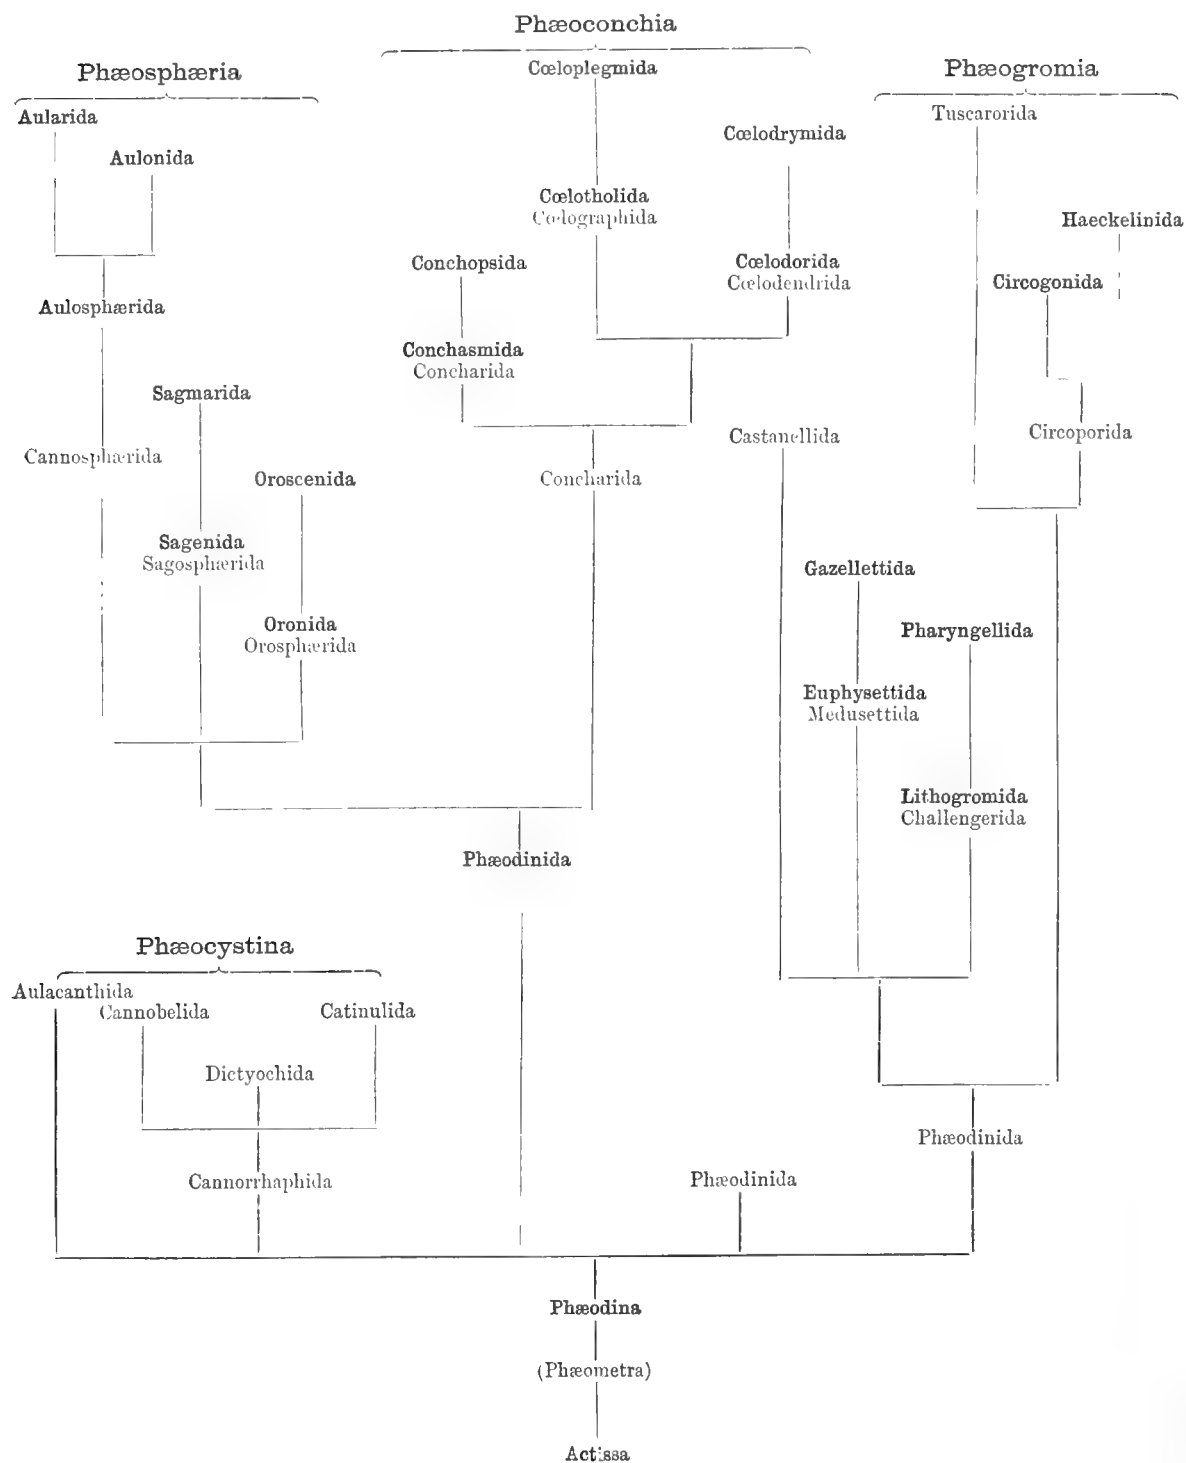 Phæoconchia
Phæosphæria
Cœloplegmida
Phæogromia
Aularida
Tuscarorida
Aulonida
Cœlodrymida
Cœlotholida
Cœlographida
Haeckelinida
Conchopsida
Cœlodorida
Cœlodendrida
Circogonida
Aulosphærida
Conchasmida
Concharida
Sagmarida
Castanellida
Circoporida
Cannosphærida
Oroscenida
Concharida
Sagenida
Sagosphærida
Gazellettida
Oronida
Orosphærida
Pharyngellida
Euphysettida
Medusettida
Lithogromida
Challengerida
Phæodinida
Phæocystina
Aulacanthida
Cannobelida
Catinulida
Dictyochida
Phæodinida
Cannorrhaphida
Phæodinida
Phæodina
(Phæometra)
Actissa